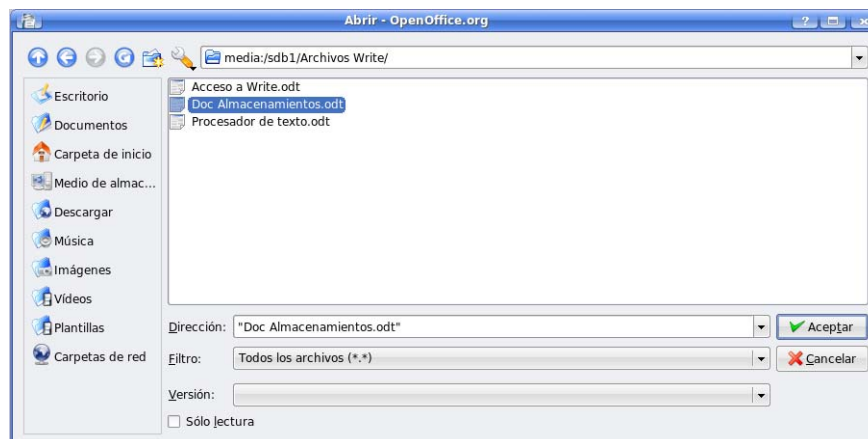 Abrir - OpenOffice.org
media:/sdb1/Archivos Write/
Escritorio
Documentos
Carpeta de inicio
Medio de almac...
Descargar
Música
Imágenes
Vídeos
Plantillas
Carpetas de red
Acceso a Write.odt
Doc Almacenamientos.odt
Procesador de texto.odt
Dirección: "Doc Almacenamientos.odt" Aceptar
Filtro: Todos los archivos (*.*) Cancelar
Versión:
Sólo lectura